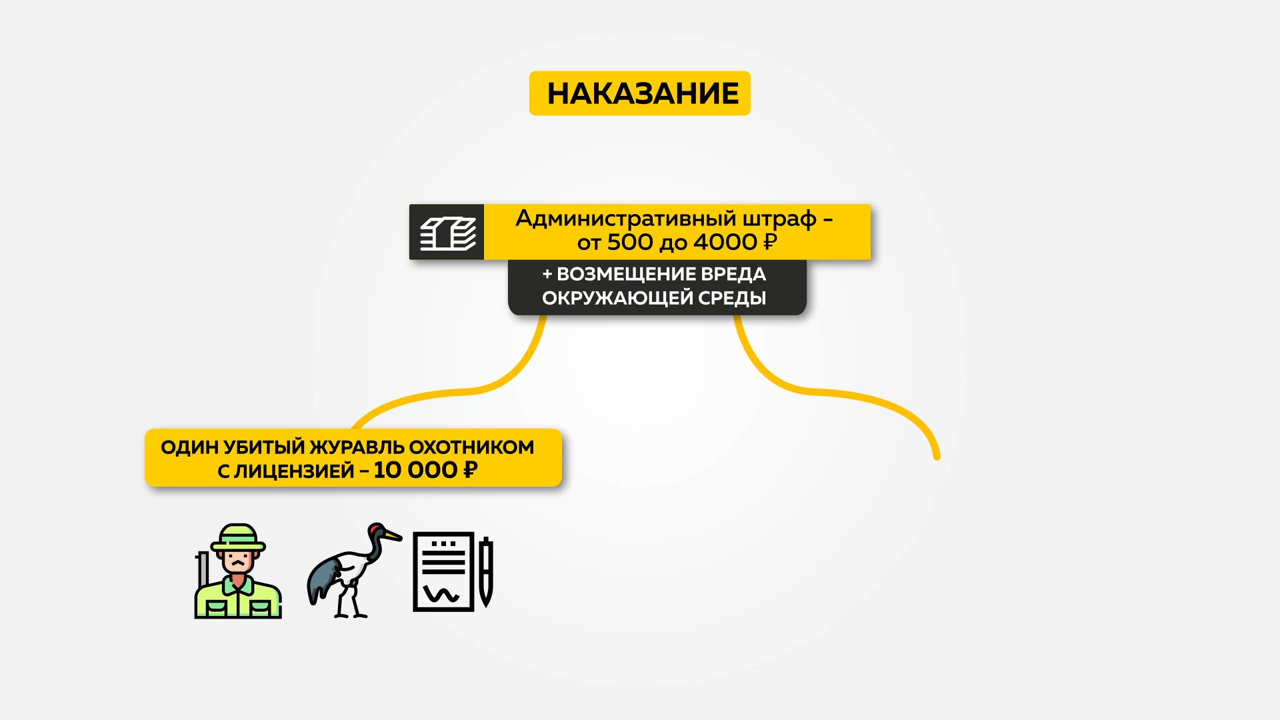 НАКАЗАНИЕ
Административный штраф -
от 500 до 4000 ₽
+ ВОЗМЕЩЕНИЕ ВРЕДА
ОКРУЖАЮЩЕЙ СРЕДЫ
ОДИН УБИТЫЙ ЖУРАВЛЬ ОХОТНИКОМ
С ЛИЦЕНЗИЕЙ - 10 000 ₽